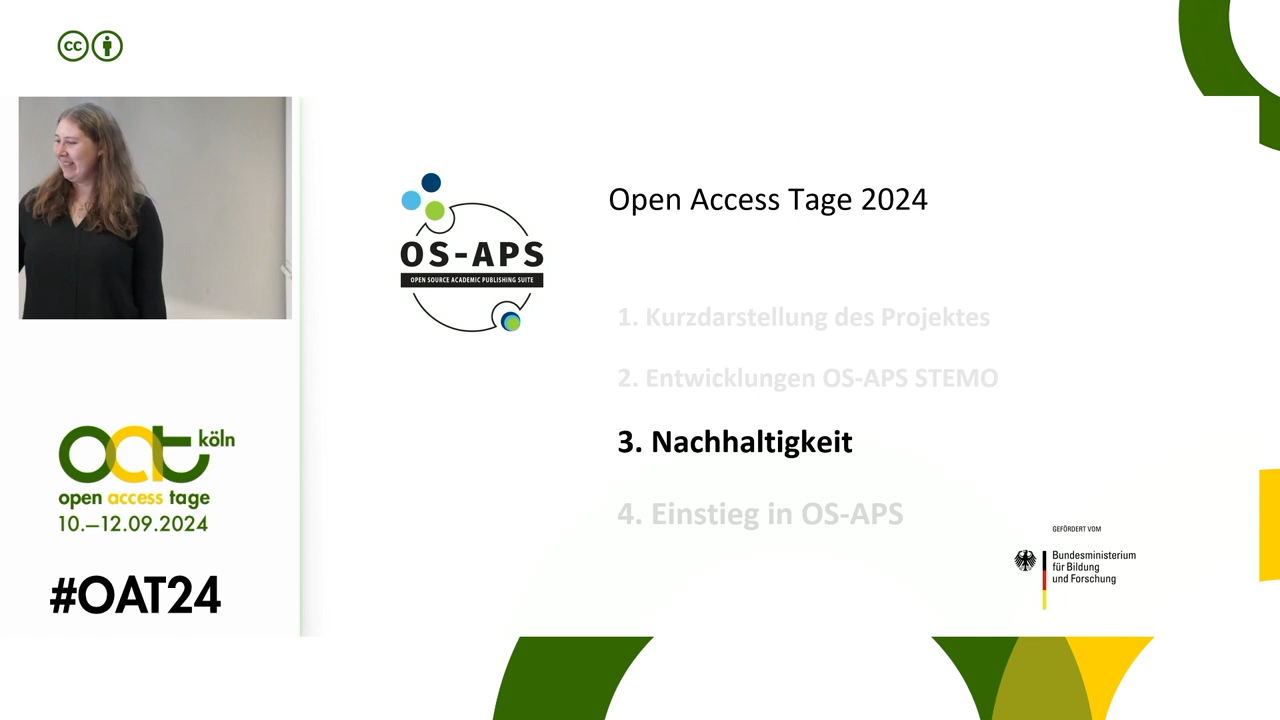 cc
köln
oat
open access tage
10.–12.09.2024
#OAT24
OS-APS
OPEN SOURCE ACADEMIC PUBLISHING SUITE
Open Access Tage 2024
1. Kurzdarstellung des Projektes
2. Entwicklungen OS-APS STEMO
3. Nachhaltigkeit
4. Einstieg in OS-APS
GEFÖRDERT VOM
Bundesministerium
für Bildung
und Forschung